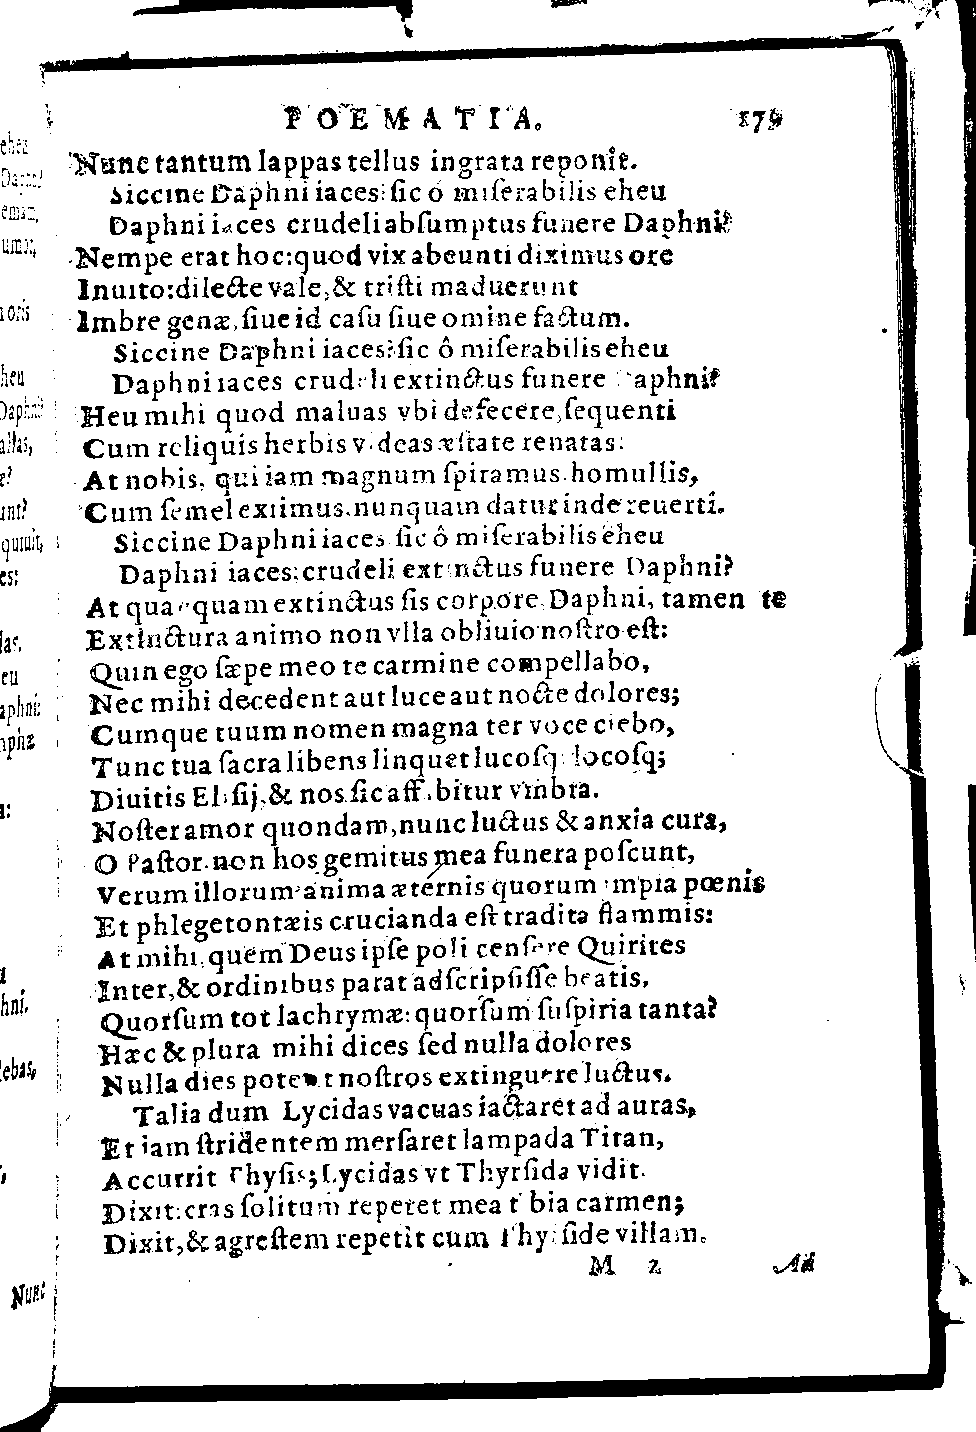 POEMATIA. 179
Nunc tantum lappas tellus ingrata reponit.
Siccine Daphni iaces: sic ô miserabilis eheu
Daphni iaces crudeli absumptus funere Daphni?
Nempe erat hoc: quod vix abeunti diximus ore
Inuito: dilecte vale, & tristi maduerunt
Imbre genæ, siue id casu siue omine factum.
Siccine Daphni iaces: sic ô miserabilis eheu
Daphni iaces crudeli extinctus funere Daphni?
Heu mihi quod maluas vbi defecere, sequenti
Cum reliquis herbis videas æstate renatas:
At nobis, qui iam magnum spiramus homullis,
Cum semel exiimus nunquam datur inde reuerti.
Siccine Daphni iaces sic ô miserabilis eheu
Daphni iaces: crudeli extinctus funere Daphni?
At quamquam extinctus sis corpore Daphni, tamen te
Extinctura animo non vlla obliuio nostro est:
Quin ego sæpe meo te carmine compellabo,
Nec mihi decedent aut luce aut nocte dolores;
Cumque tuum nomen magna ter voce ciebo,
Tunc tua sacra libens linquet lucosq; locosq;
Diuitis Elisij, & nos sic affabitur vmbra.
Noster amor quondam, nunc luctus & anxia cura,
O Pastor non hos gemitus mea funera poscunt,
Verum illorum anima æternis quorum impia pœnis
Et phlegetontæis crucianda est tradita flammis:
At mihi, quem Deus ipse poli censere Quirites
Inter, & ordinibus parat adscripsisse beatis,
Quorsum tot lachrymæ: quorsum suspiria tanta?
Hæc & plura mihi dices sed nulla dolores
Nulla dies poterit nostros extinguere luctus.
Talia dum Lycidas vacuas iactaret ad auras,
Et iam stridentem mersaret lampada Titan,
Accurrit Thyrsis; Lycidas vt Thyrsida vidit
Dixit: cras solitum repetet mea tibia carmen;
Dixit, & agrestem repetit cum Thyrside villam.
M 2 Ad